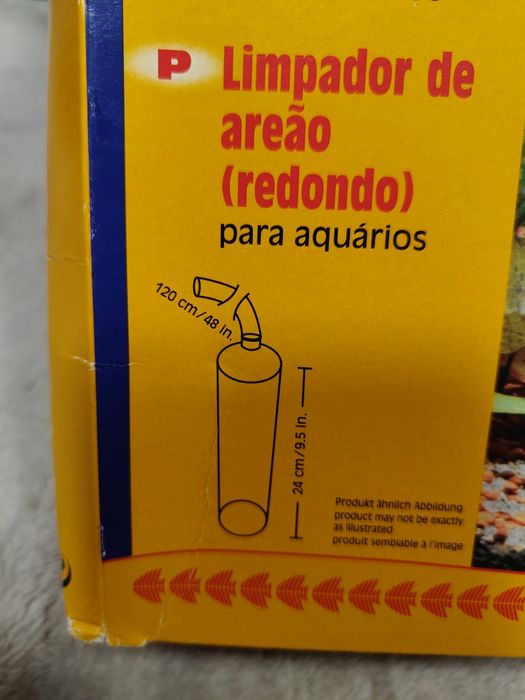 P Limpador de
areão
(redondo)
para aquários
120 cm/48 in.
24 cm/9.5 in.
Produkt ähnlich Abbildung
product may not be exactly
as illustrated
produit semblable à l'image